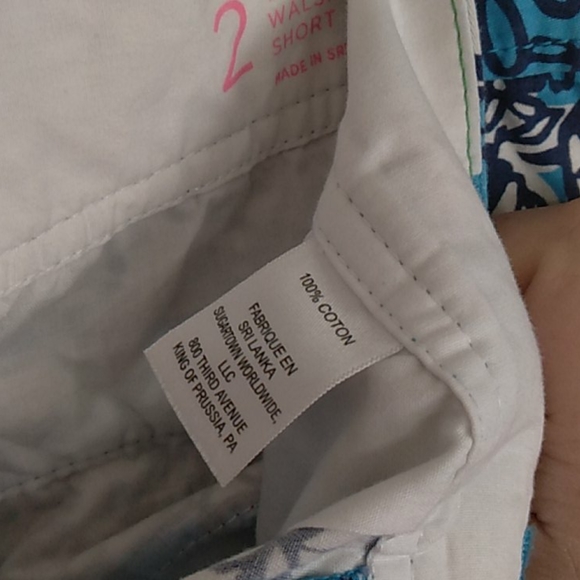 2
WALS
SHORT
MADE IN SRI
100% COTON
FABRIQUE EN
SRI LANKA
SUGARTOWN WORLDWIDE,
LLC
800 THIRD AVENUE
KING OF PRUSSIA, PA